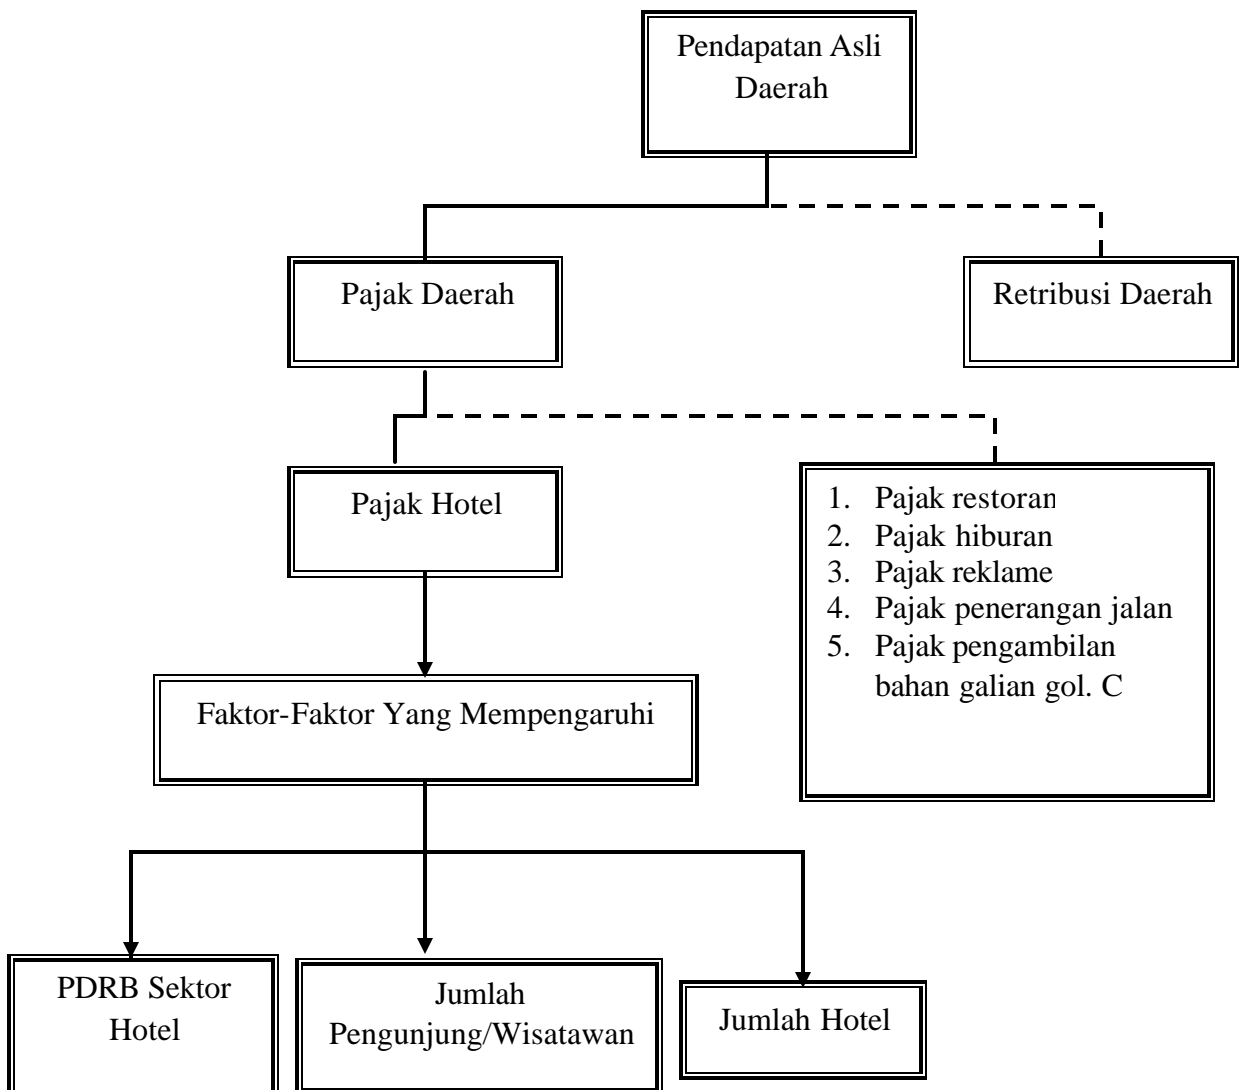 Pendapatan Asli
Daerah
Pajak Daerah
Retribusi Daerah
Pajak Hotel
1. Pajak restoran
2. Pajak hiburan
3. Pajak reklame
4. Pajak penerangan jalan
5. Pajak pengambilan
bahan galian gol. C
Faktor-Faktor Yang Mempengaruhi
PDRB Sektor
Hotel
Jumlah
Pengunjung/Wisatawan
Jumlah Hotel